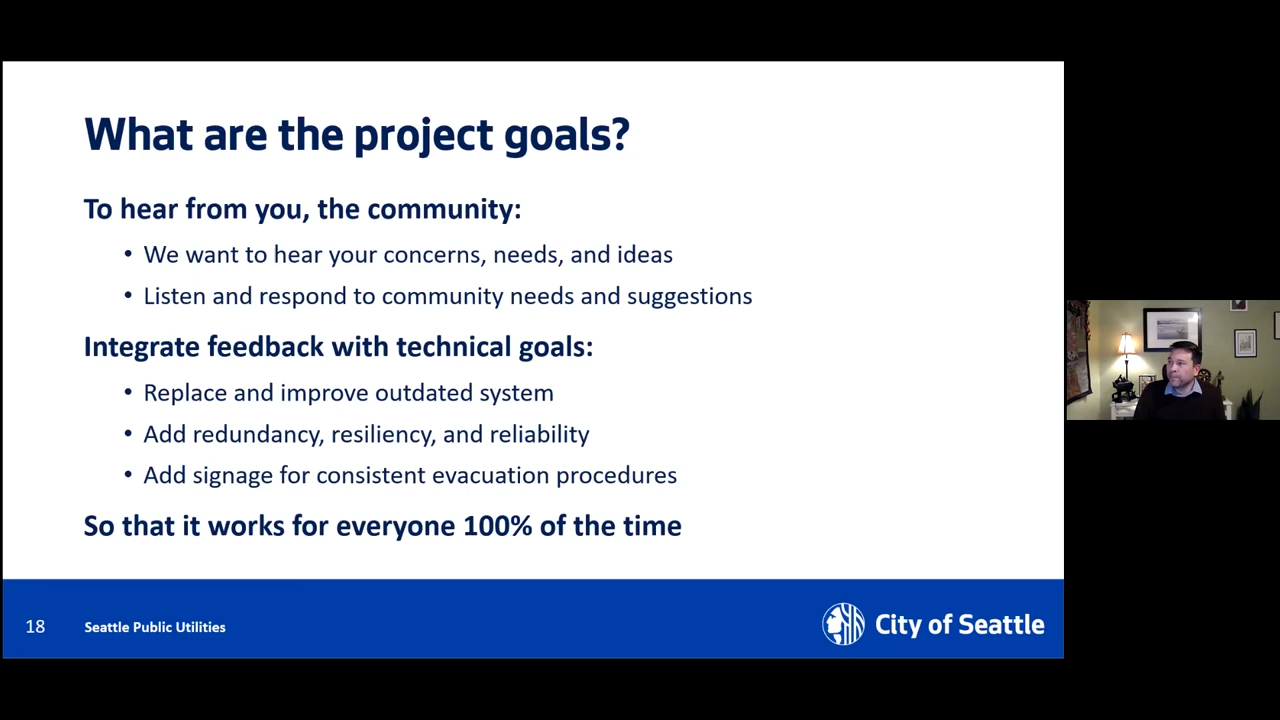 What are the project goals?
To hear from you, the community:
• We want to hear your concerns, needs, and ideas
• Listen and respond to community needs and suggestions
Integrate feedback with technical goals:
• Replace and improve outdated system
• Add redundancy, resiliency, and reliability
• Add signage for consistent evacuation procedures
So that it works for everyone 100% of the time
18 Seattle Public Utilities
City of Seattle